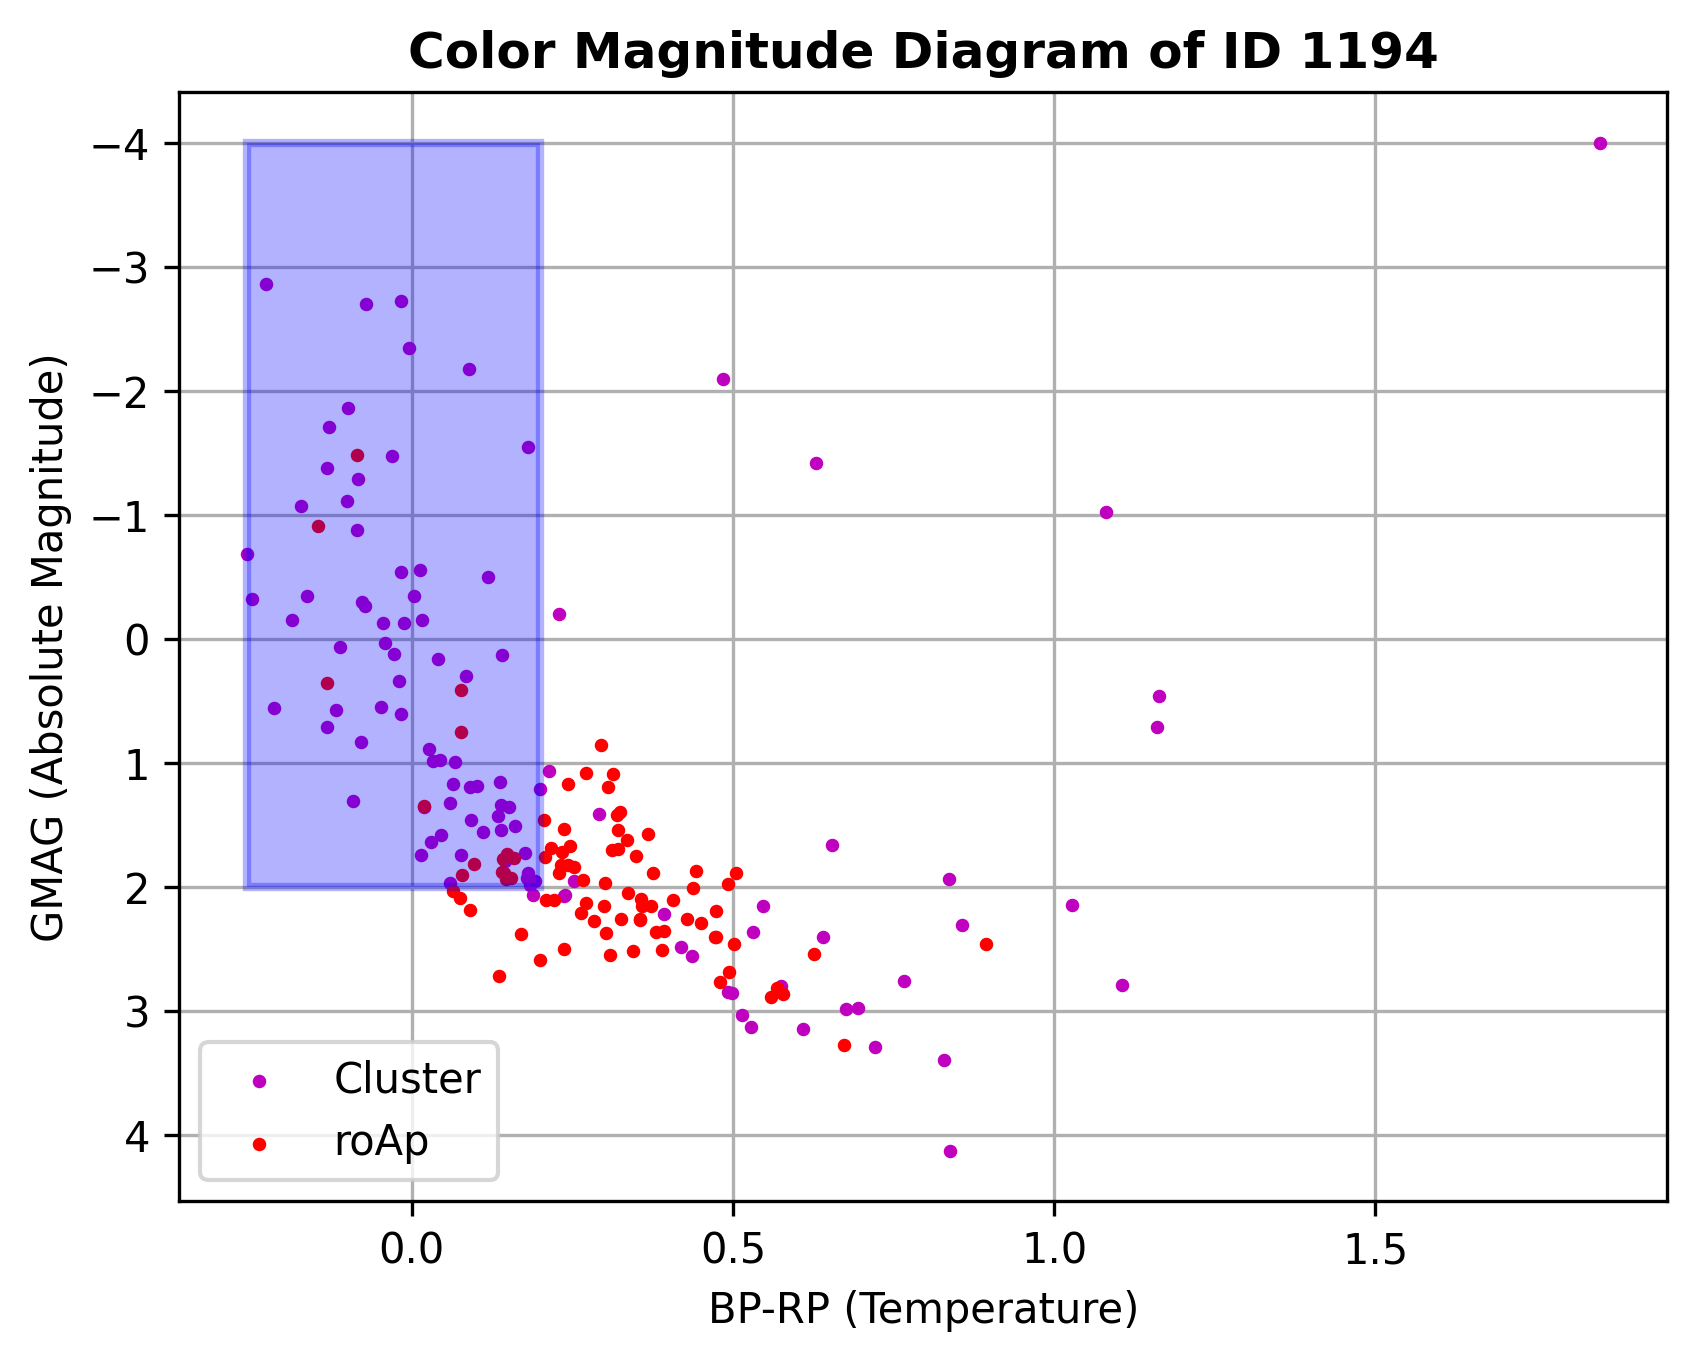 Color Magnitude Diagram of ID 1194
−4
−3
−2
−1
0
1
2
3
4
GMAG (Absolute Magnitude)
Cluster
roAp
0.0 0.5 1.0 1.5
BP-RP (Temperature)